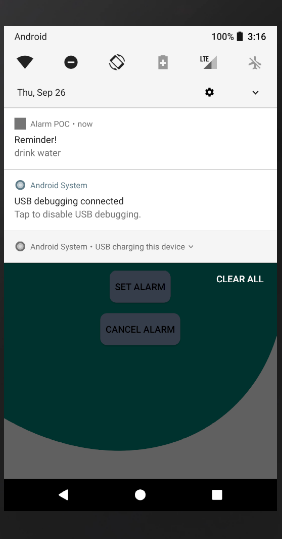 Android 100% 3:16
LTE
Thu, Sep 26
Alarm POC • now
Reminder!
drink water
Android System
USB debugging connected
Tap to disable USB debugging.
Android System • USB charging this device
CLEAR ALL
SET ALARM
CANCEL ALARM